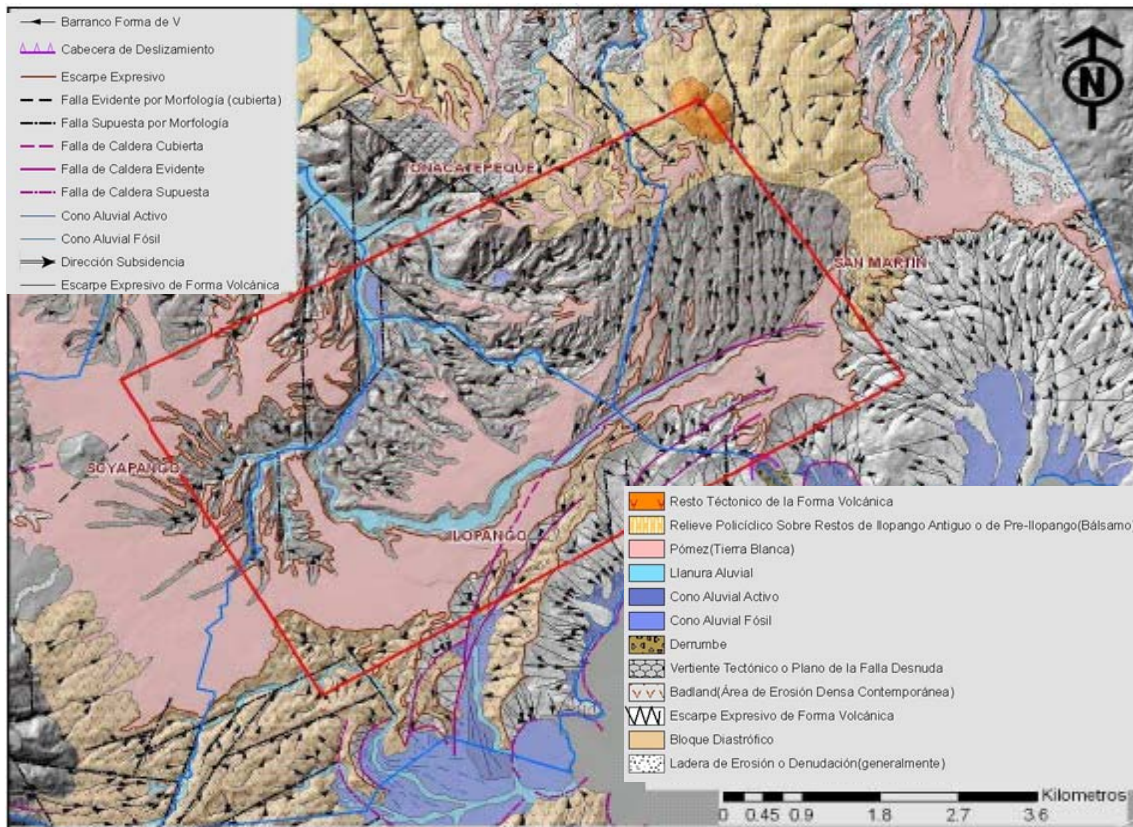 Barranco Forma de V
Cabecera de Deslizamiento
Escarpe Expresivo
Falla Evidente por Morfología (cubierta)
Falla Supuesta por Morfología
Falla de Caldera Cubierta
Falla de Caldera Evidente
Falla de Caldera Supuesta
Cono Aluvial Activo
Cono Aluvial Fósil
Dirección Subsidencia
Escarpe Expresivo de Forma Volcánica
N
TONACATEPEQUE
SAN MARTIN
SOYAPANGO
ILOPANGO
Resto Téctonico de la Forma Volcánica
Relieve Policídico Sobre Restos de Ilopango Antiguo o de Pre-Ilopango(Bálsamo)
Pómez(Tierra Blanca)
Llanura Aluvial
Cono Aluvial Activo
Cono Aluvial Fósil
Derrumbe
Vertiente Tectónico o Plano de la Falla Desnuda
Badland(Área de Erosión Densa Contemporánea)
Escarpe Expresivo de Forma Volcánica
Bloque Diastrófico
Ladera de Erosión o Denudación(generalmente)
Kilometros
0 0.45 0.9 1.8 2.7 3.6